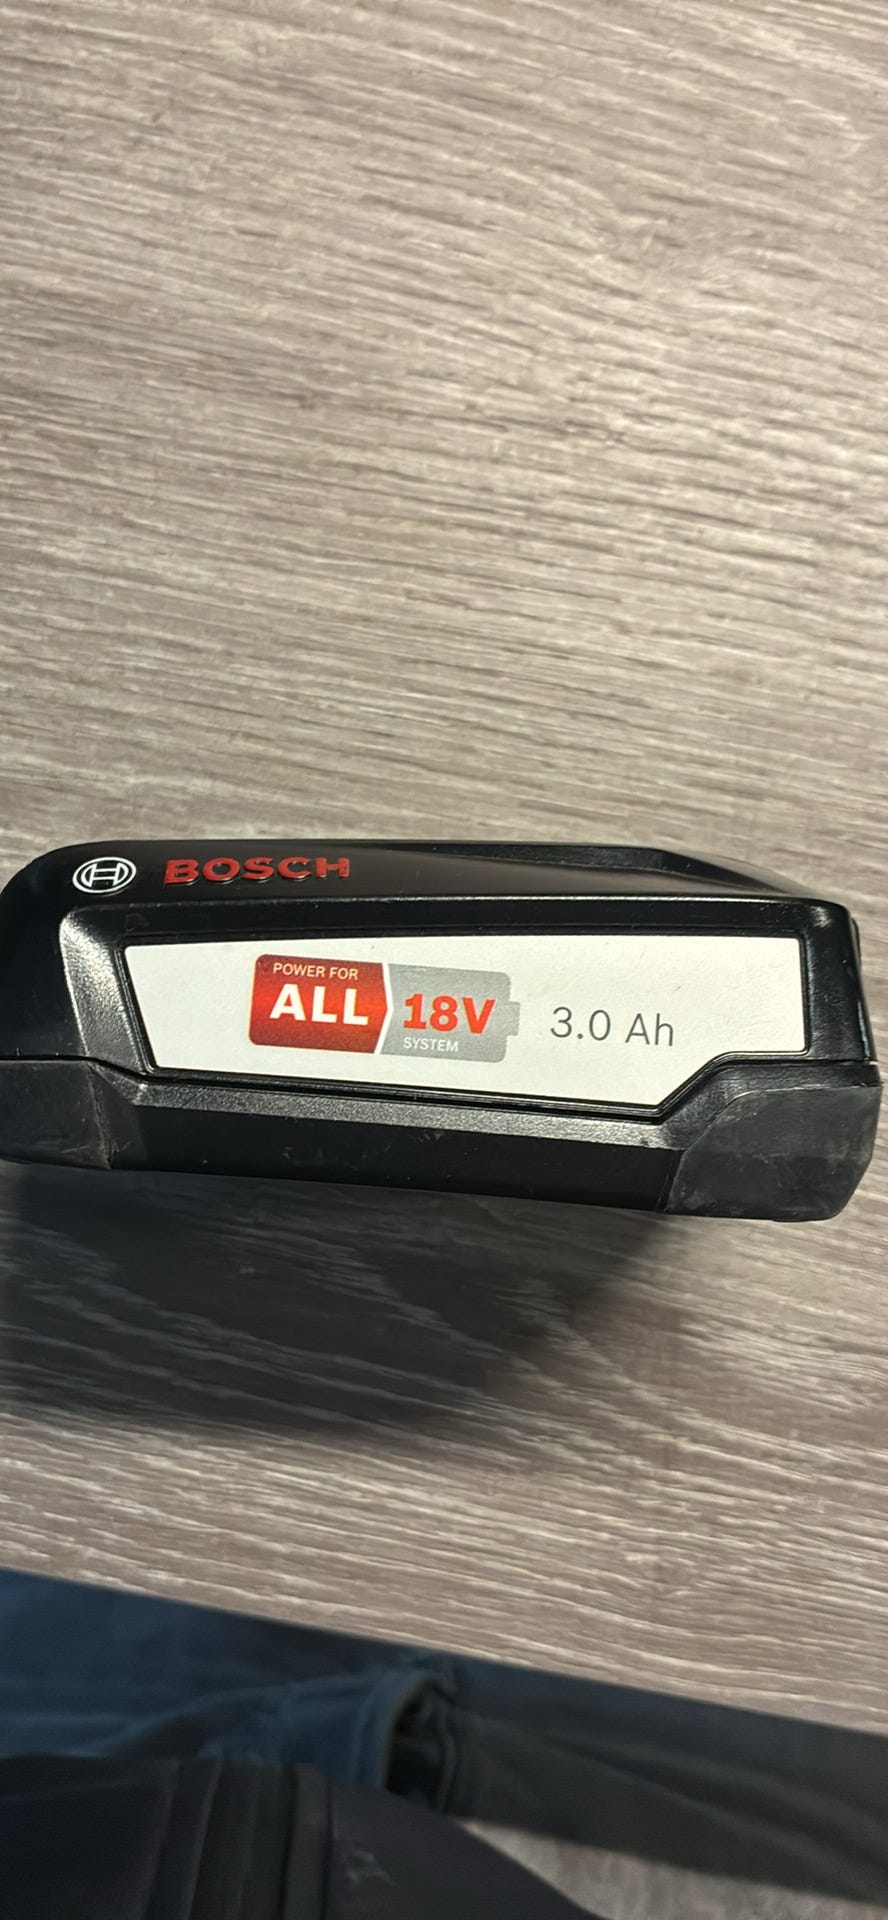 BOSCH
POWER FOR
ALL 18V
SYSTEM
3.0 Ah